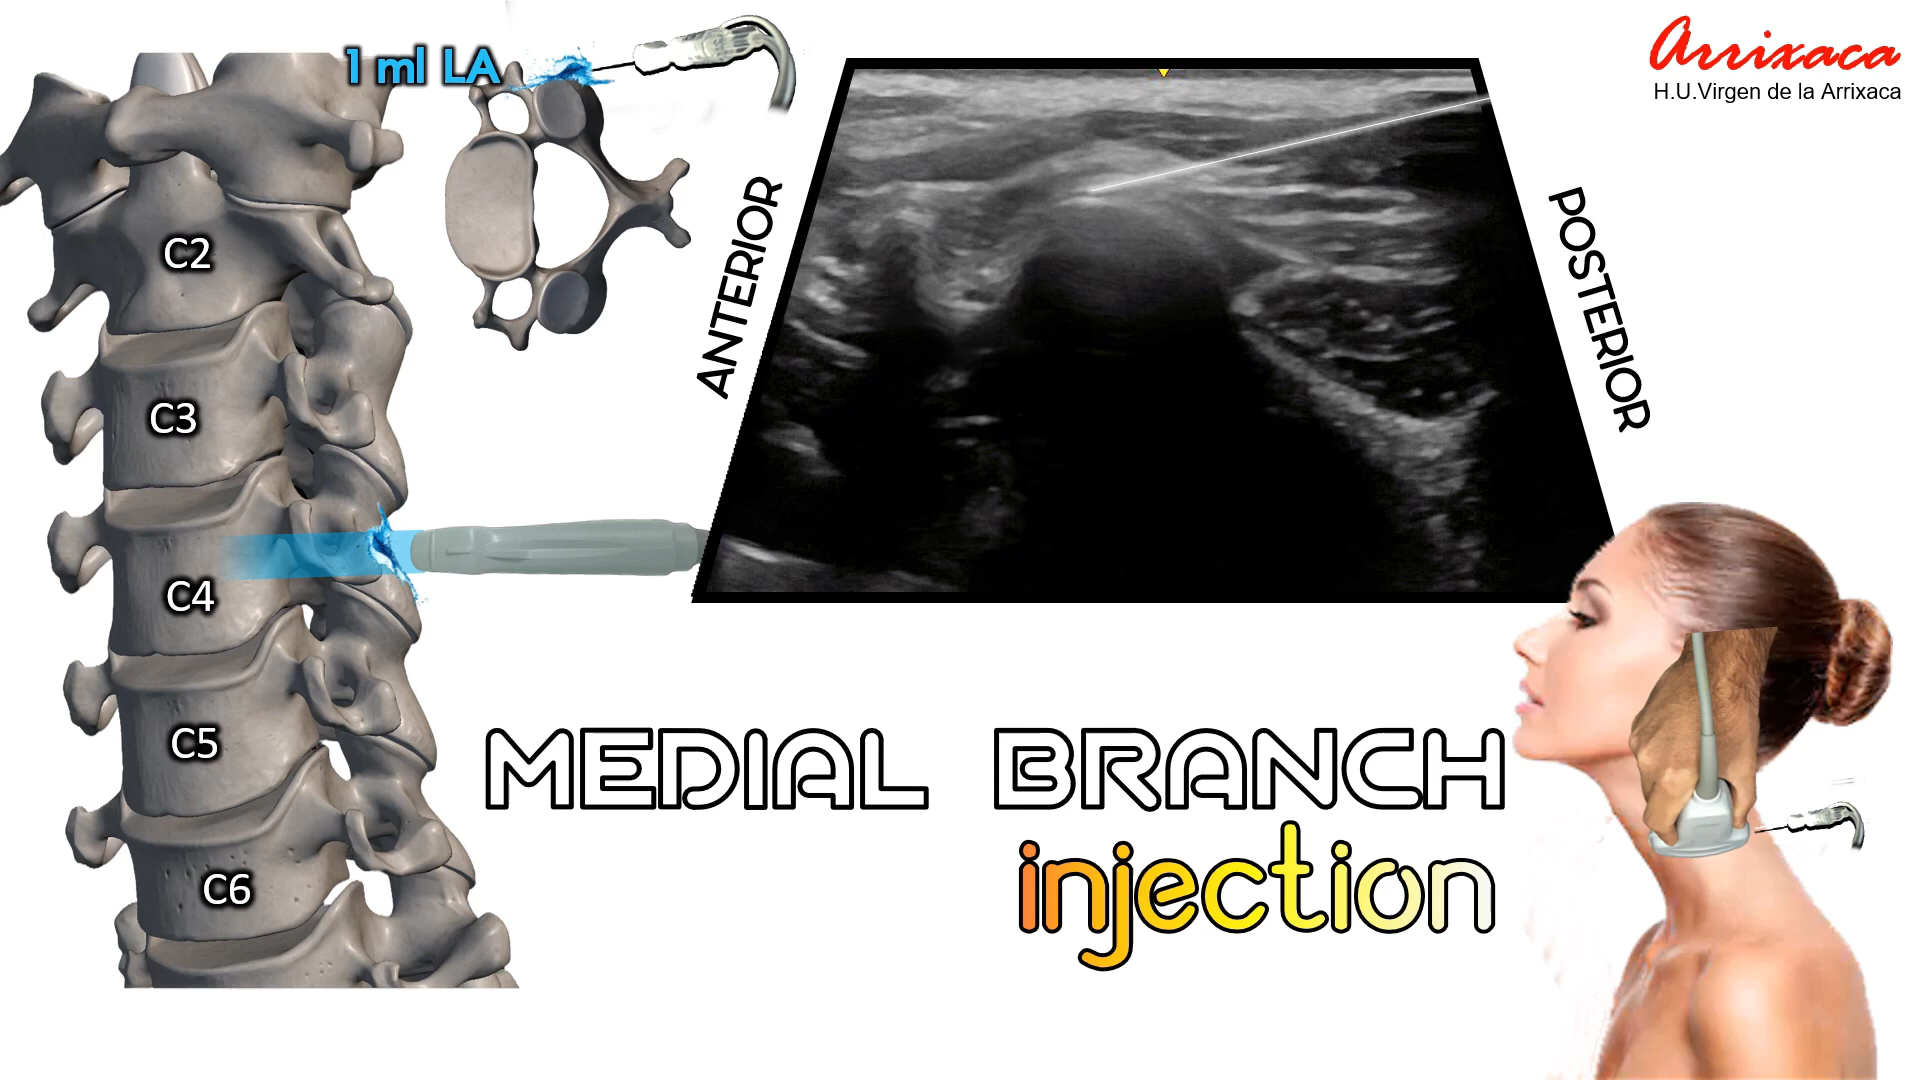 1 ml LA
Arrixaca
H.U.Virgen de la Arrixaca
ANTERIOR
POSTERIOR
C2
C3
C4
C5
C6
MEDIAL BRANCH
injection